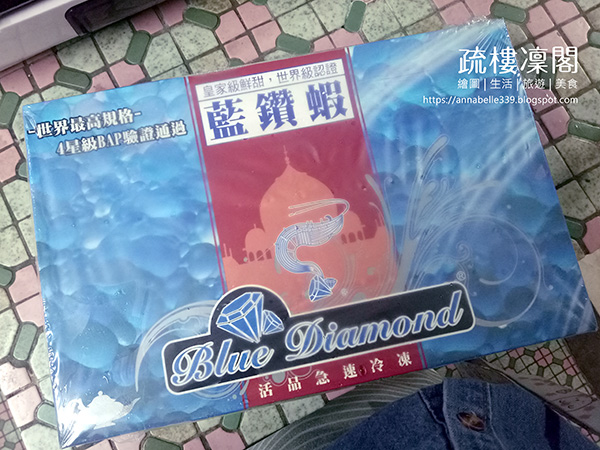 疏樓凜閣
繪圖|生活|旅遊|美食
https://annabelle339.blogspot.com
皇家級鮮甜，世界級認證
藍鑽蝦
-世界最高規格-
4星級BAP驗證通過
Blue Diamond®
活品急速冷凍